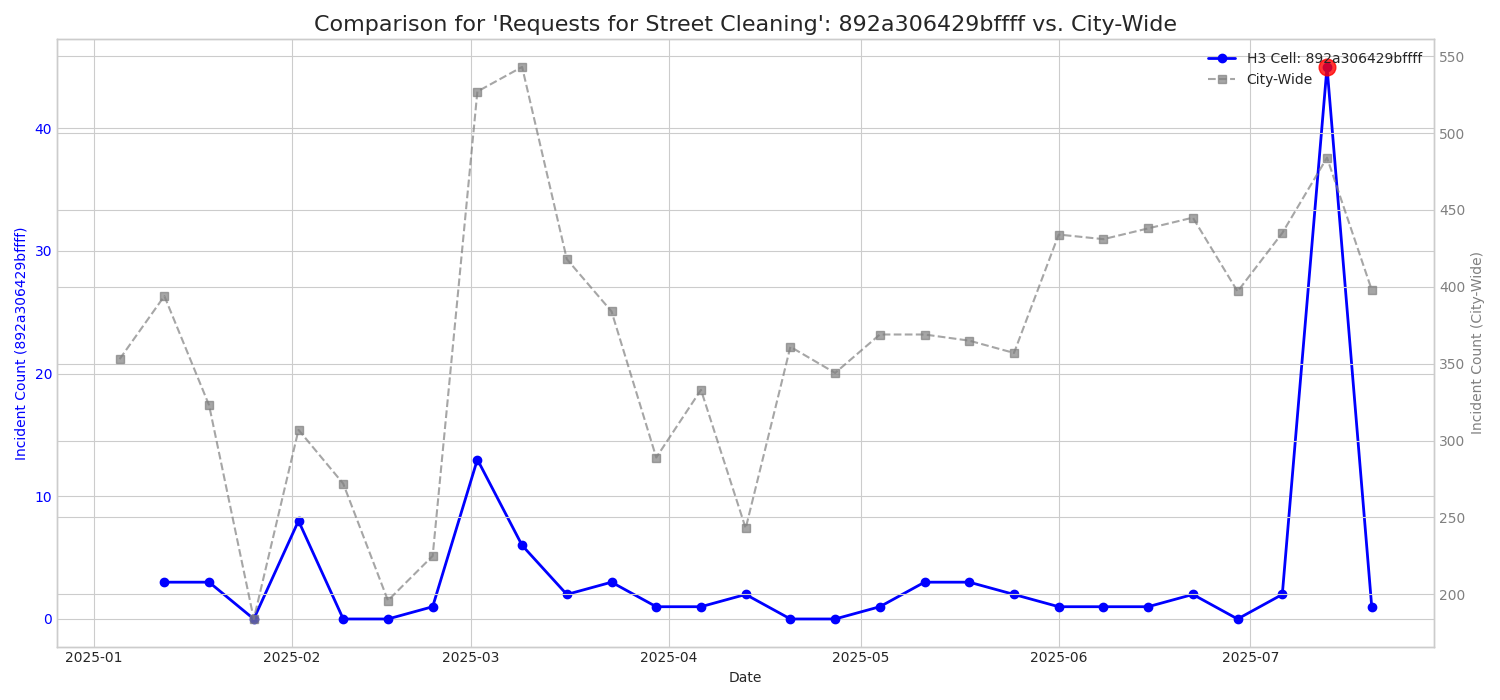 Comparison for 'Requests for Street Cleaning': 892a306429bffff vs. City-Wide
H3 Cell: 892a306429bffff
City-Wide
Incident Count (892a306429bffff)
40
30
20
10
0
550
500
450
400
350
300
250
200
Incident Count (City-Wide)
2025-01 2025-02 2025-03 2025-04 2025-05 2025-06 2025-07
Date